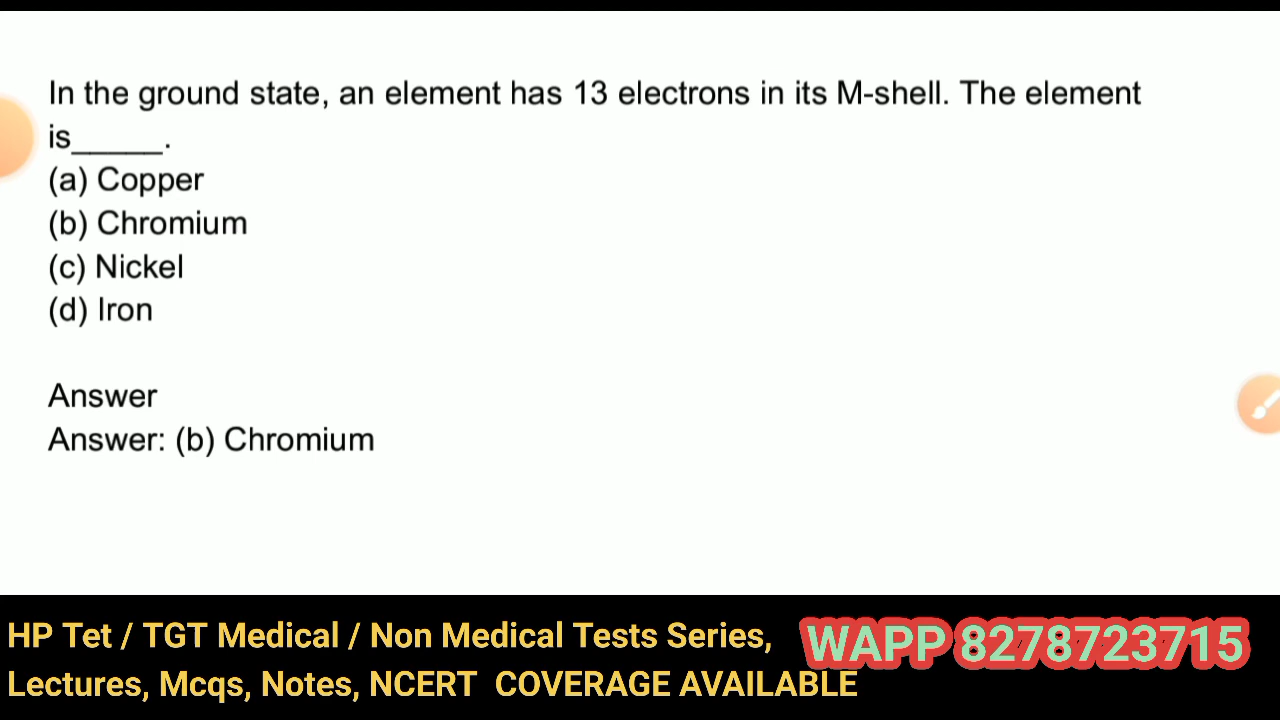 In the ground state, an element has 13 electrons in its M-shell. The element
is_____.
(a) Copper
(b) Chromium
(c) Nickel
(d) Iron
Answer
Answer: (b) Chromium
HP Tet / TGT Medical / Non Medical Tests Series,
WAPP 8278723715
Lectures, Mcqs, Notes, NCERT COVERAGE AVAILABLE